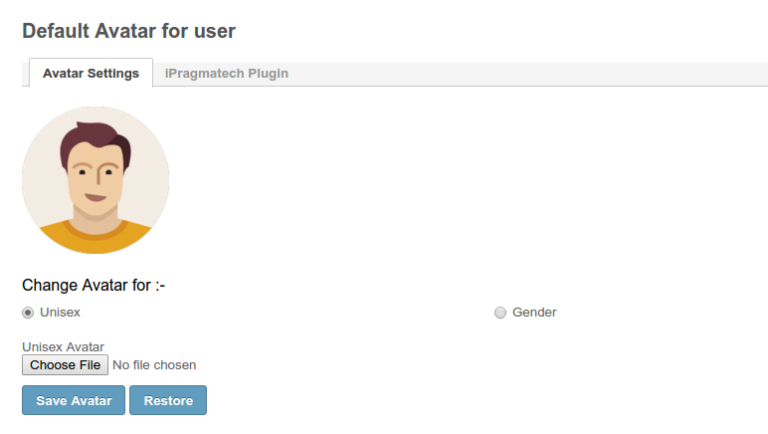 Default Avatar for user
Avatar Settings IPragmatech Plugin
Change Avatar for :-
Unisex Gender
Unisex Avatar
Choose File No file chosen
Save Avatar Restore